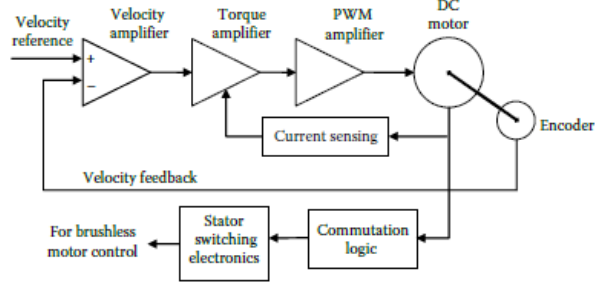 Velocity
reference
Velocity
amplifier
Torque
amplifier
PWM
amplifier
DC
motor
+
−
Encoder
Current sensing
Velocity feedback
For brushless
motor control
Stator
switching
electronics
Commutation
logic